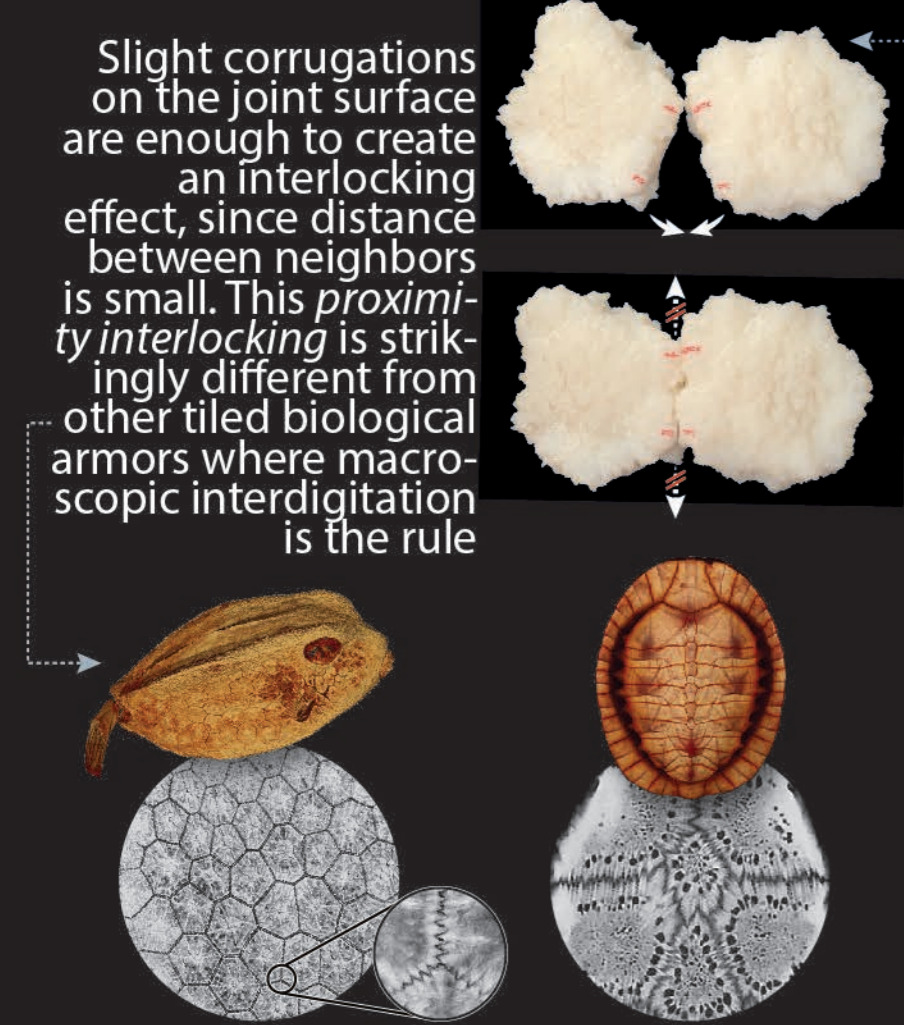 Slight corrugations
on the joint surface
are enough to create
an interlocking
effect, since distance
between neighbors
is small. This proximi-
ty interlocking is strik-
ingly different from
other tiled biological
armors where macro-
scopic interdigitation
is the rule